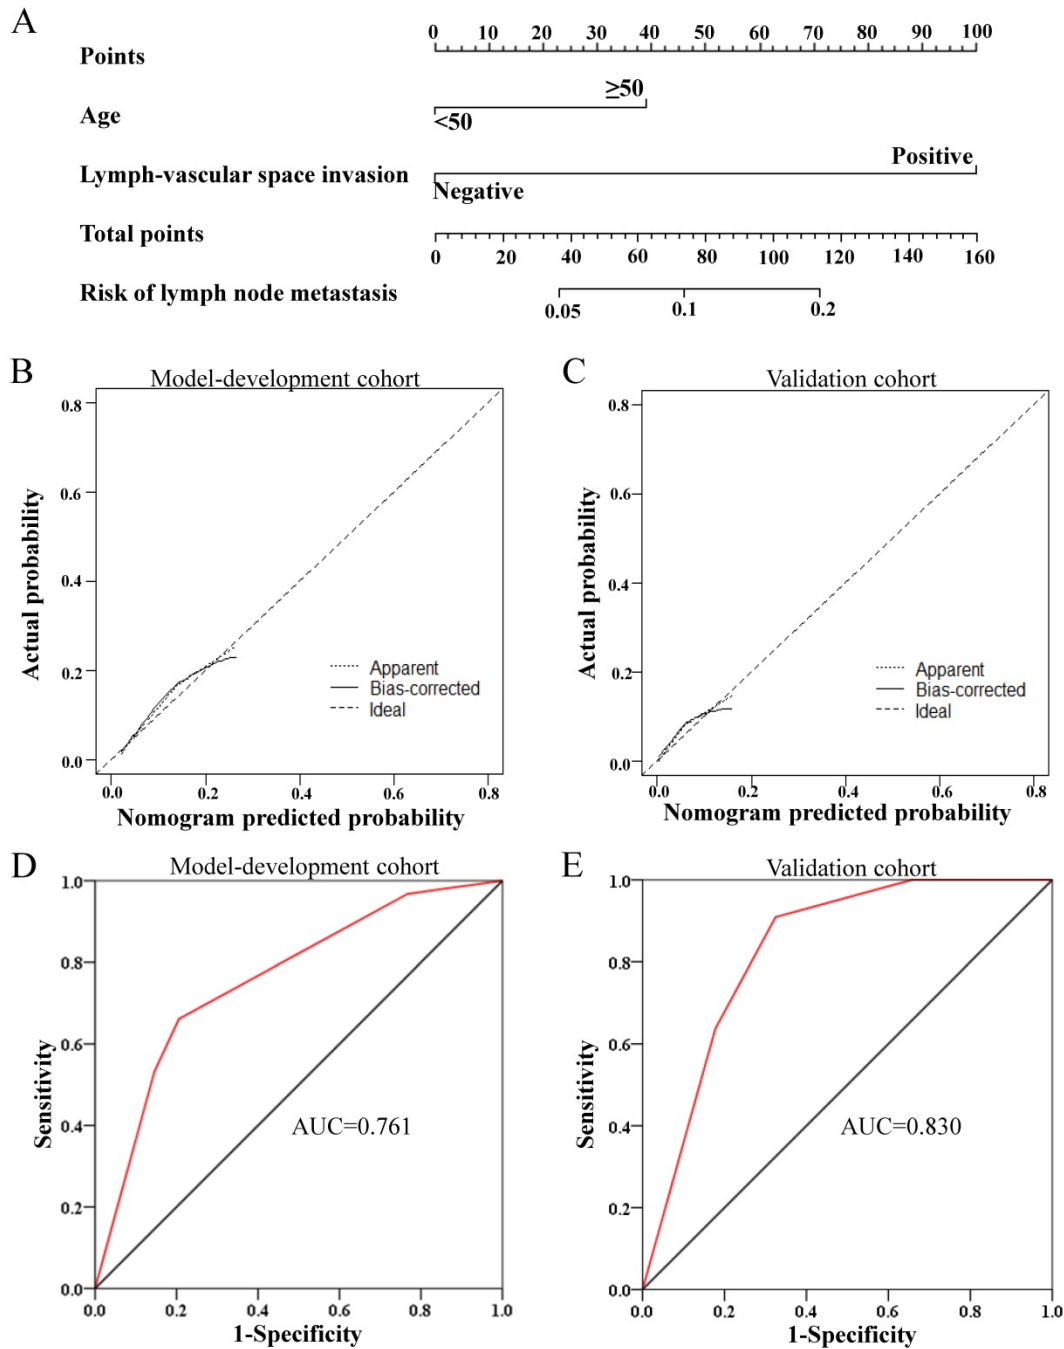 A
0 10 20 30 40 50 60 70 80 90 100
Points
≥50
Age
<50
Positive
Lymph-vascular space invasion
Negative
Total points
0 20 40 60 80 100 120 140 160
Risk of lymph node metastasis
0.05 0.1 0.2
B
Model-development cohort
0.8
0.6
0.4
0.2
0.0
Actual probability
Apparent
Bias-corrected
Ideal
0.0 0.2 0.4 0.6 0.8
Nomogram predicted probability
C
Validation cohort
0.8
0.6
0.4
0.2
0.0
Actual probability
Apparent
Bias-corrected
Ideal
0.0 0.2 0.4 0.6 0.8
Nomogram predicted probability
D
Model-development cohort
1.0
0.8
0.6
0.4
0.2
0.0
Sensitivity
AUC=0.761
0.0 0.2 0.4 0.6 0.8 1.0
1-Specificity
E
Validation cohort
1.0
0.8
0.6
0.4
0.2
0.0
Sensitivity
AUC=0.830
0.0 0.2 0.4 0.6 0.8 1.0
1-Specificity